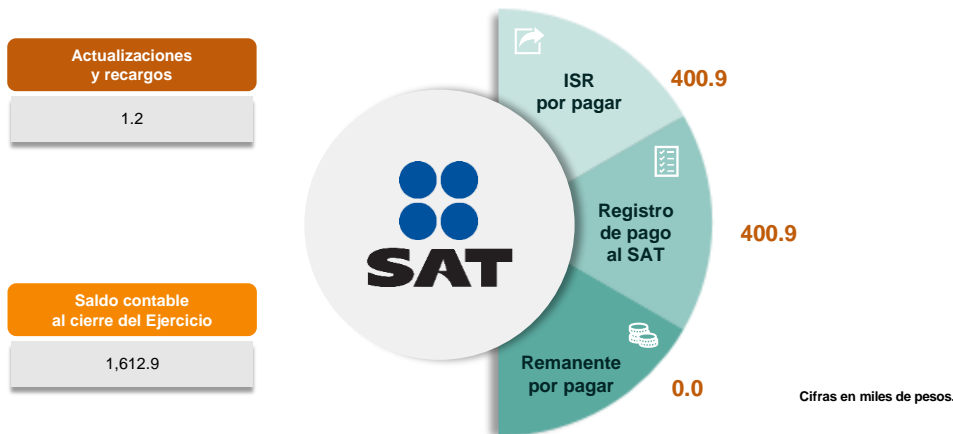 Actualizaciones
y recargos
1.2
Saldo contable
al cierre del Ejercicio
1,612.9
SAT
ISR
por pagar
400.9
Registro
de pago
al SAT
400.9
Remanente
por pagar
0.0
Cifras en miles de pesos.